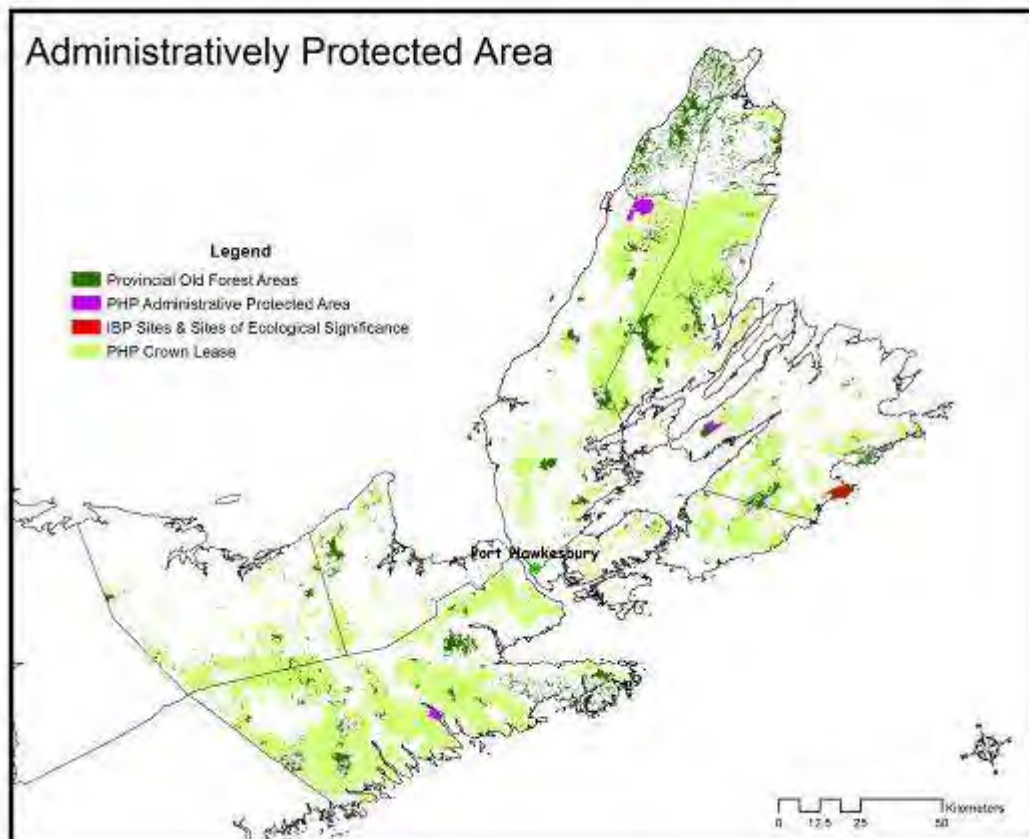 Administratively Protected Area
Legend
Provincial Old Forest Areas
PHP Administrative Protected Area
IBP Sites & Sites of Ecological Significance
PHP Crown Lease
Port Hawkesbury
Kilometers
0 12.5 25 50